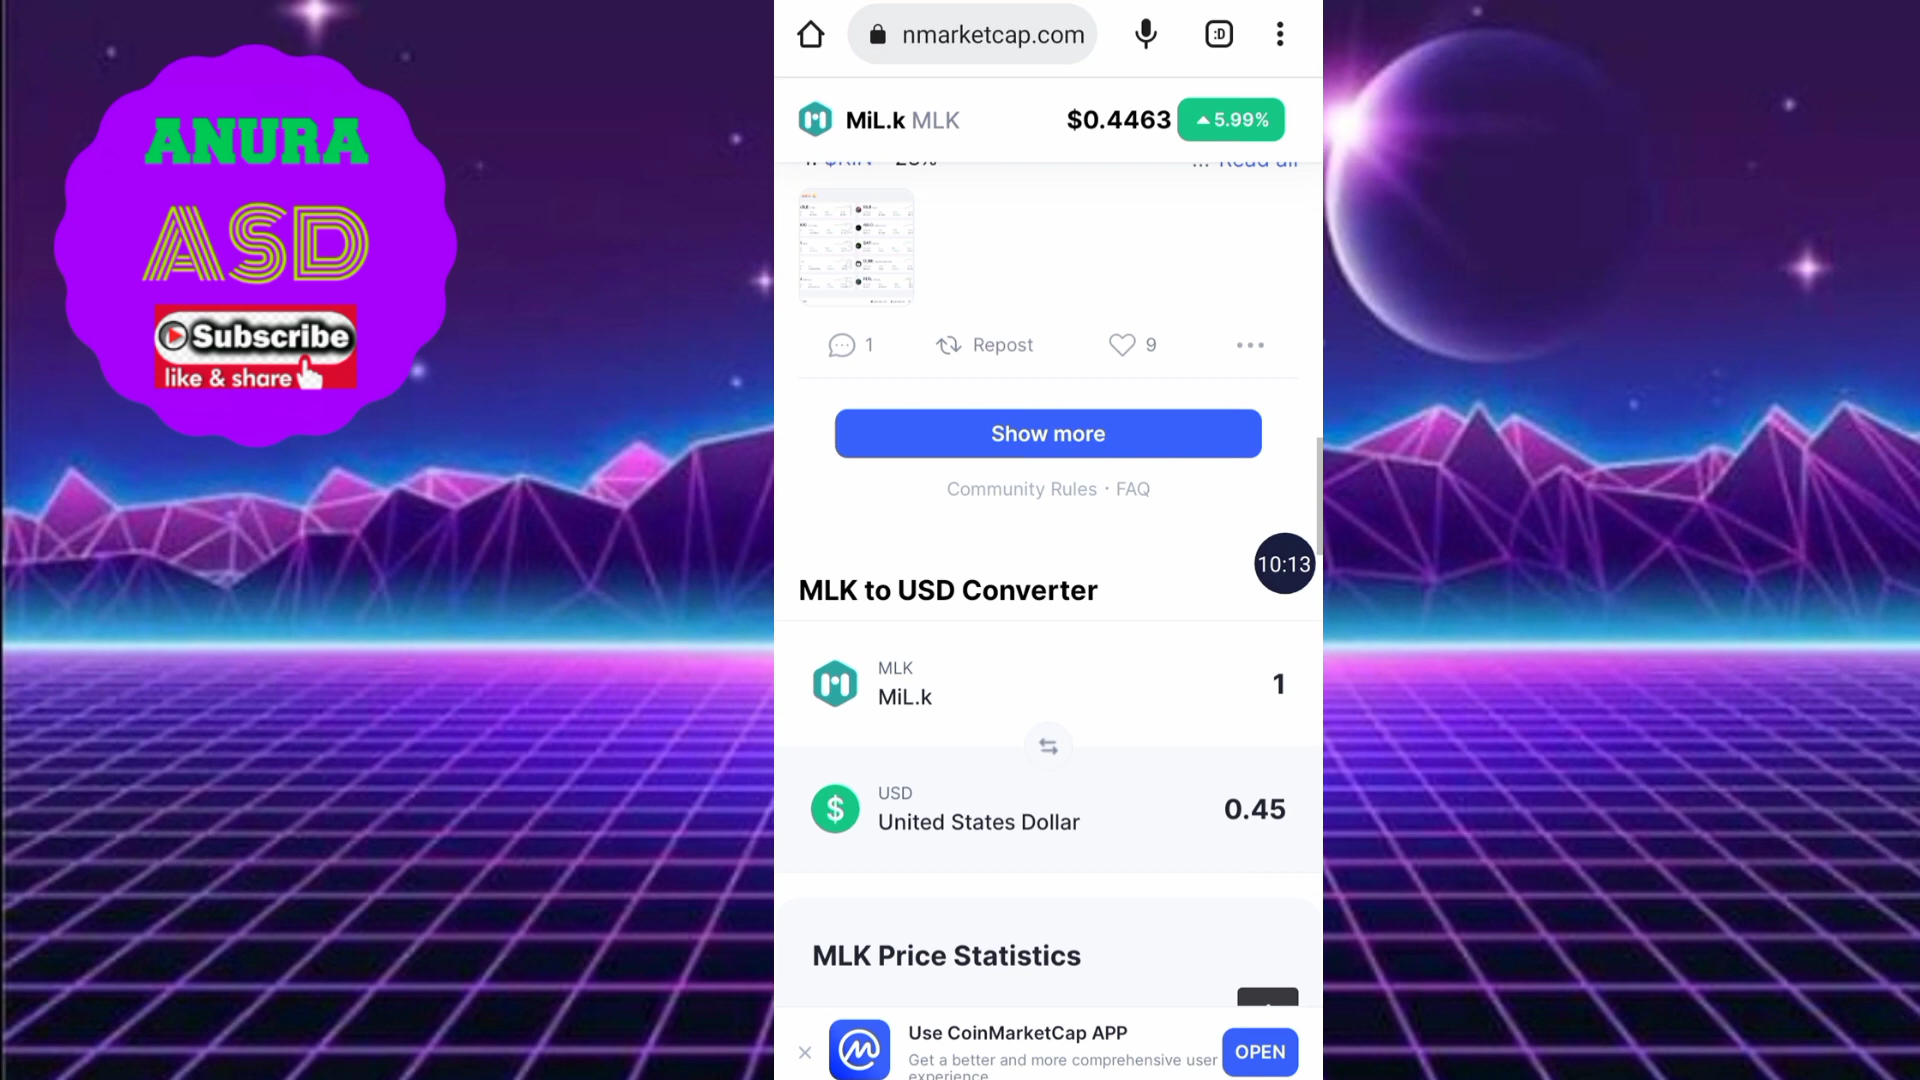 ANURA
ASD
Subscribe
like & share
nmarketcap.com
:D
MiL.k MLK
$0.4463
5.99%
... Read all
1
Repost
9
Show more
Community Rules • FAQ
10:13
MLK to USD Converter
MLK
MiL.k
1
USD
United States Dollar
0.45
MLK Price Statistics
Use CoinMarketCap APP
Get a better and more comprehensive user
experience
OPEN